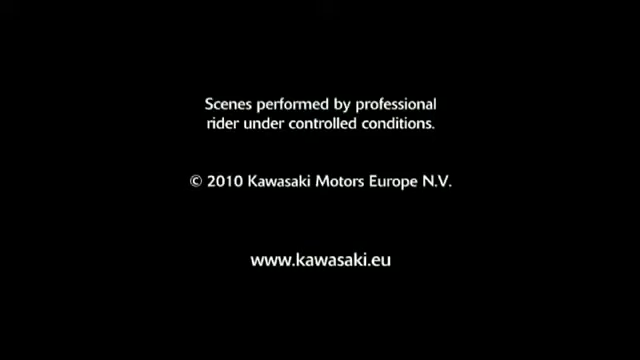 Scenes performed by professional
rider under controlled conditions.
© 2010 Kawasaki Motors Europe N.V.
www.kawasaki.eu